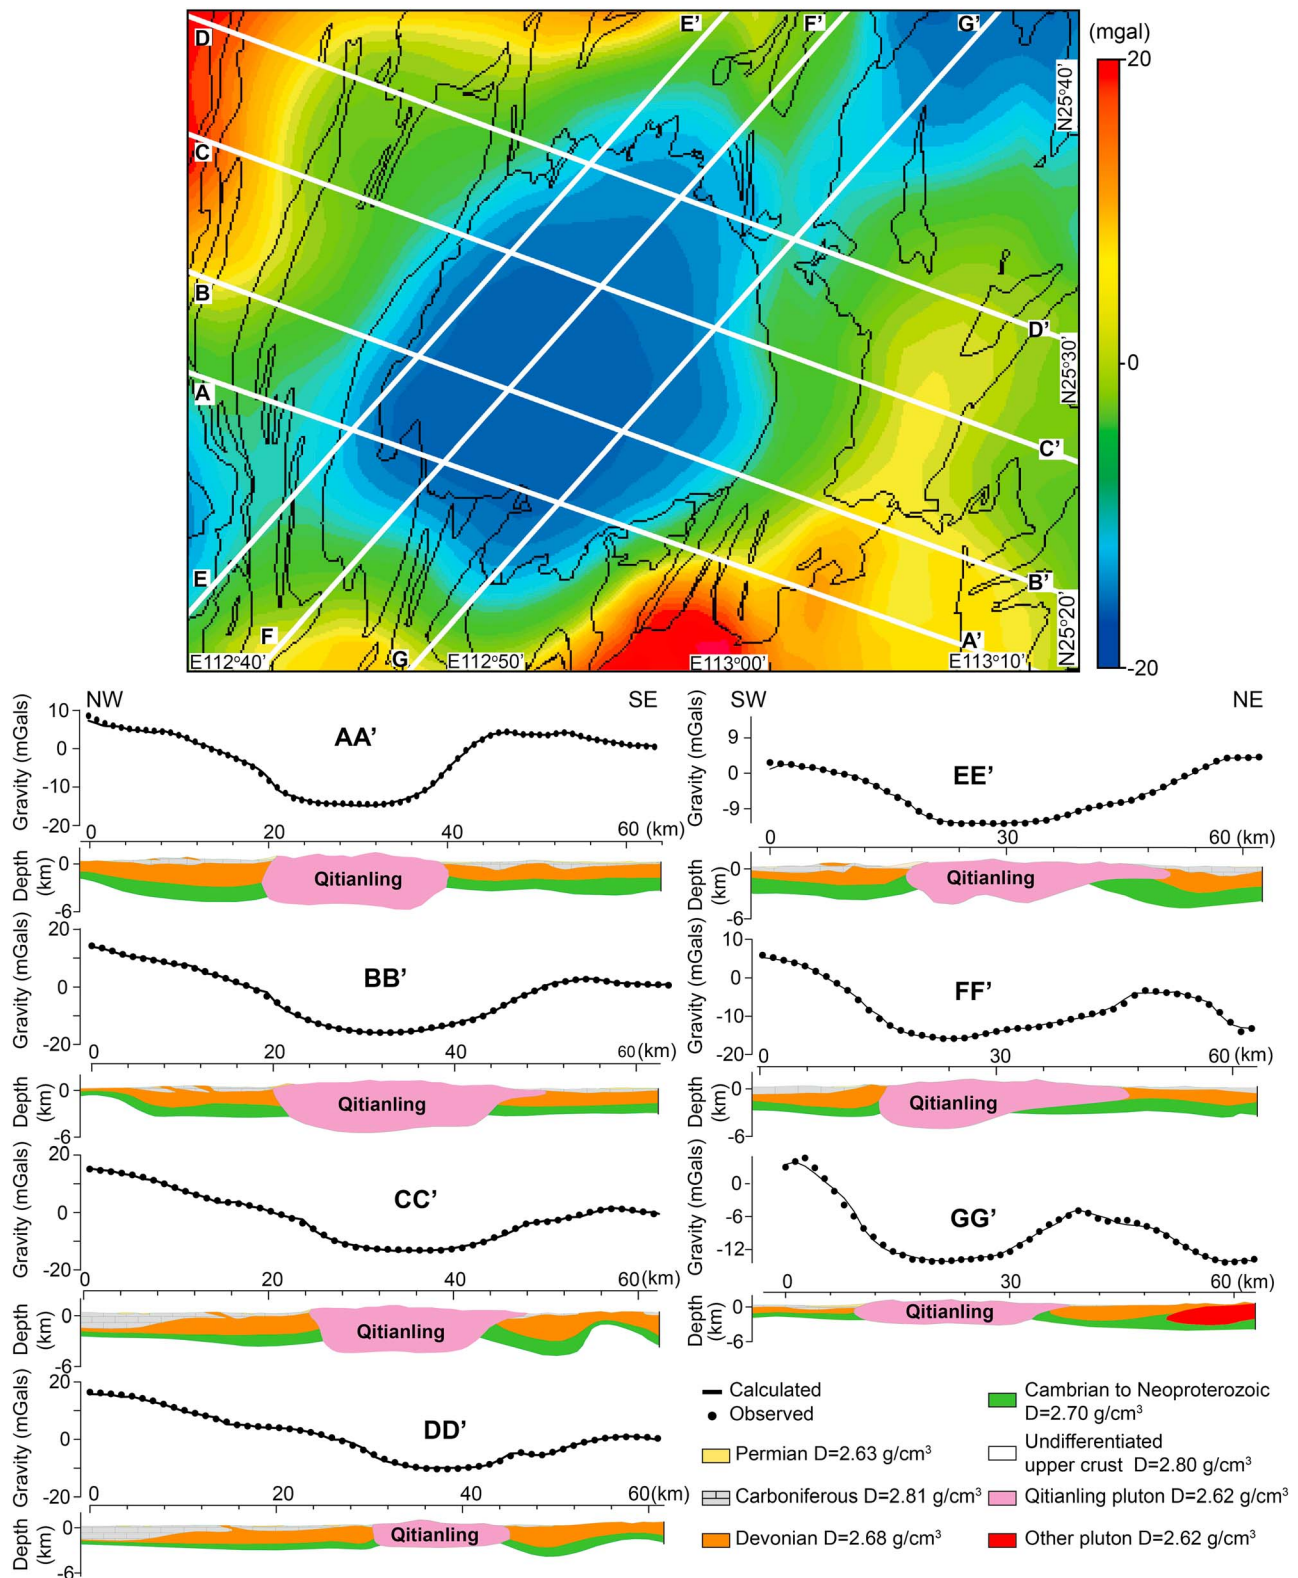 D
E’
F’
G’
(mgal)
20
N25°40’
C
B
D’
0
N25°30’
A
C’
E
B’
N25°20’
F
G
A’
E112°40’
E112°50’
E113°00’
E113°10’
-20
NW
SE
Gravity (mGals)
10
0
-10
-20
AA’
0
20
40
60 (km)
Depth
(km)
0
-6
Qitianling
Gravity (mGals)
20
0
-20
BB’
0
20
40
60(km)
Depth
(km)
0
-6
Qitianling
Gravity (mGals)
20
0
-20
CC’
0
20
40
60(km)
Depth
(km)
0
-6
Qitianling
Gravity (mGals)
20
0
-20
DD’
0
20
40
60(km)
Depth
(km)
0
-6
Qitianling
SW
NE
Gravity (mGals)
9
0
-9
EE’
0
30
60 (km)
Depth
(km)
0
-6
Qitianling
Gravity (mGals)
10
0
-10
-20
FF’
0
30
60 (km)
Depth
(km)
0
-6
Qitianling
Gravity (mGals)
0
-6
-12
GG’
0
30
60(km)
Depth
(km)
0
-6
Qitianling
Calculated
Observed
Permian D=2.63 g/cm³
Carboniferous D=2.81 g/cm³
Devonian D=2.68 g/cm³
Cambrian to Neoproterozoic
D=2.70 g/cm³
Undifferentiated
upper crust D=2.80 g/cm³
Qitianling pluton D=2.62 g/cm³
Other pluton D=2.62 g/cm³